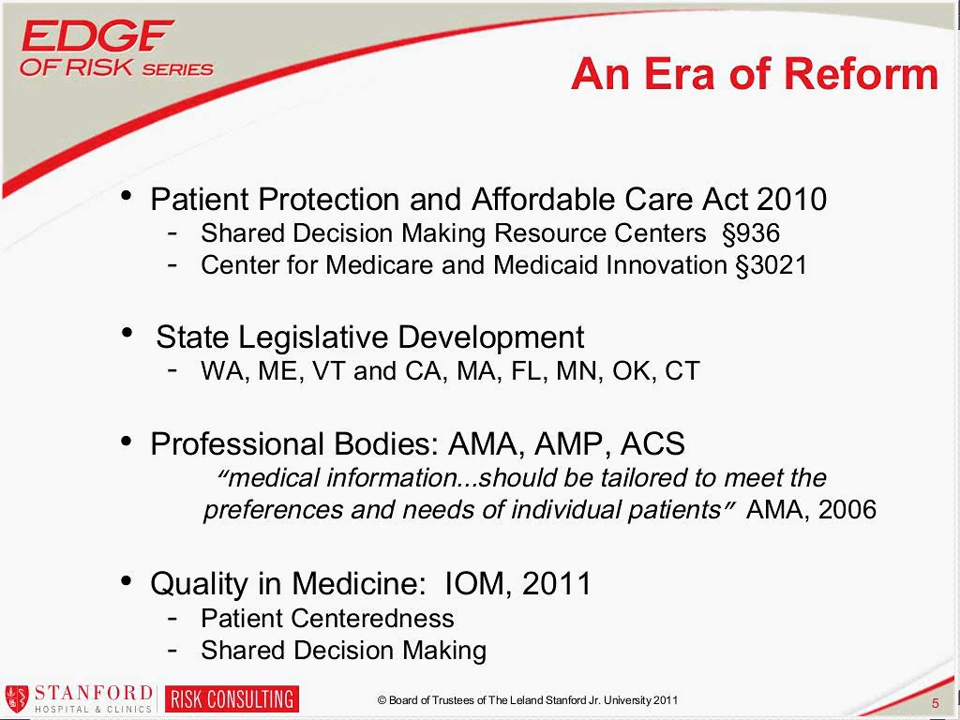 EDGE
OF RISK SERIES
An Era of Reform
• Patient Protection and Affordable Care Act 2010
- Shared Decision Making Resource Centers §936
- Center for Medicare and Medicaid Innovation §3021
• State Legislative Development
- WA, ME, VT and CA, MA, FL, MN, OK, CT
• Professional Bodies: AMA, AMP, ACS
"medical information...should be tailored to meet the
preferences and needs of individual patients" AMA, 2006
• Quality in Medicine: IOM, 2011
- Patient Centeredness
- Shared Decision Making
STANFORD
HOSPITAL & CLINICS
RISK CONSULTING
© Board of Trustees of The Leland Stanford Jr. University 2011
5